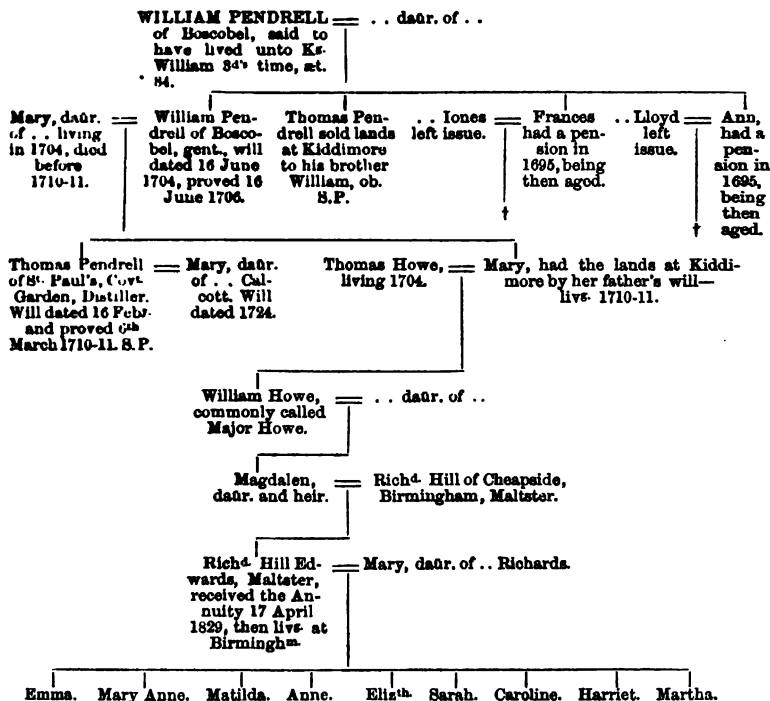 WILLIAM PENDRELL
of Boscobel, said to
have lived unto Kg.
William 3d's time, æt.
84.
. . daūr. of . .
Mary, daūr.
of . . living
in 1704, died
before
1710-11.
William Pen-
drell of Bosco-
bel, gent., will
dated 16 June
1704, proved 16
June 1706.
Thomas Pen-
drell sold lands
at Kiddimore
to his brother
William, ob.
S.P.
. . Iones
left issue.
Frances
had a pen-
sion in
1695, being
then aged.
. . Lloyd
left
issue.
Ann,
had a
pen-
sion in
1695,
being
then
aged.
†
†
Thomas Pendrell
of St. Paul's, Covt.
Garden, Distiller.
Will dated 16 Febr.
and proved 6th
March 1710-11. S.P.
Mary, daūr.
of . . Cal-
cott. Will
dated 1724.
Thomas Howe,
living 1704.
Mary, had the lands at Kiddi-
more by her father's will—
livg. 1710-11.
William Howe,
commonly called
Major Howe.
. . daūr. of . .
Magdalen,
daūr. and heir.
Richd. Hill of Cheapside,
Birmingham, Maltster.
Richd. Hill Ed-
wards, Maltster,
received the An-
nuity 17 April
1829, then livg. at
Birminghm.
Mary, daūr. of . . Richards.
Emma. Mary Anne. Matilda. Anne. Elizth. Sarah. Caroline. Harriet. Martha.